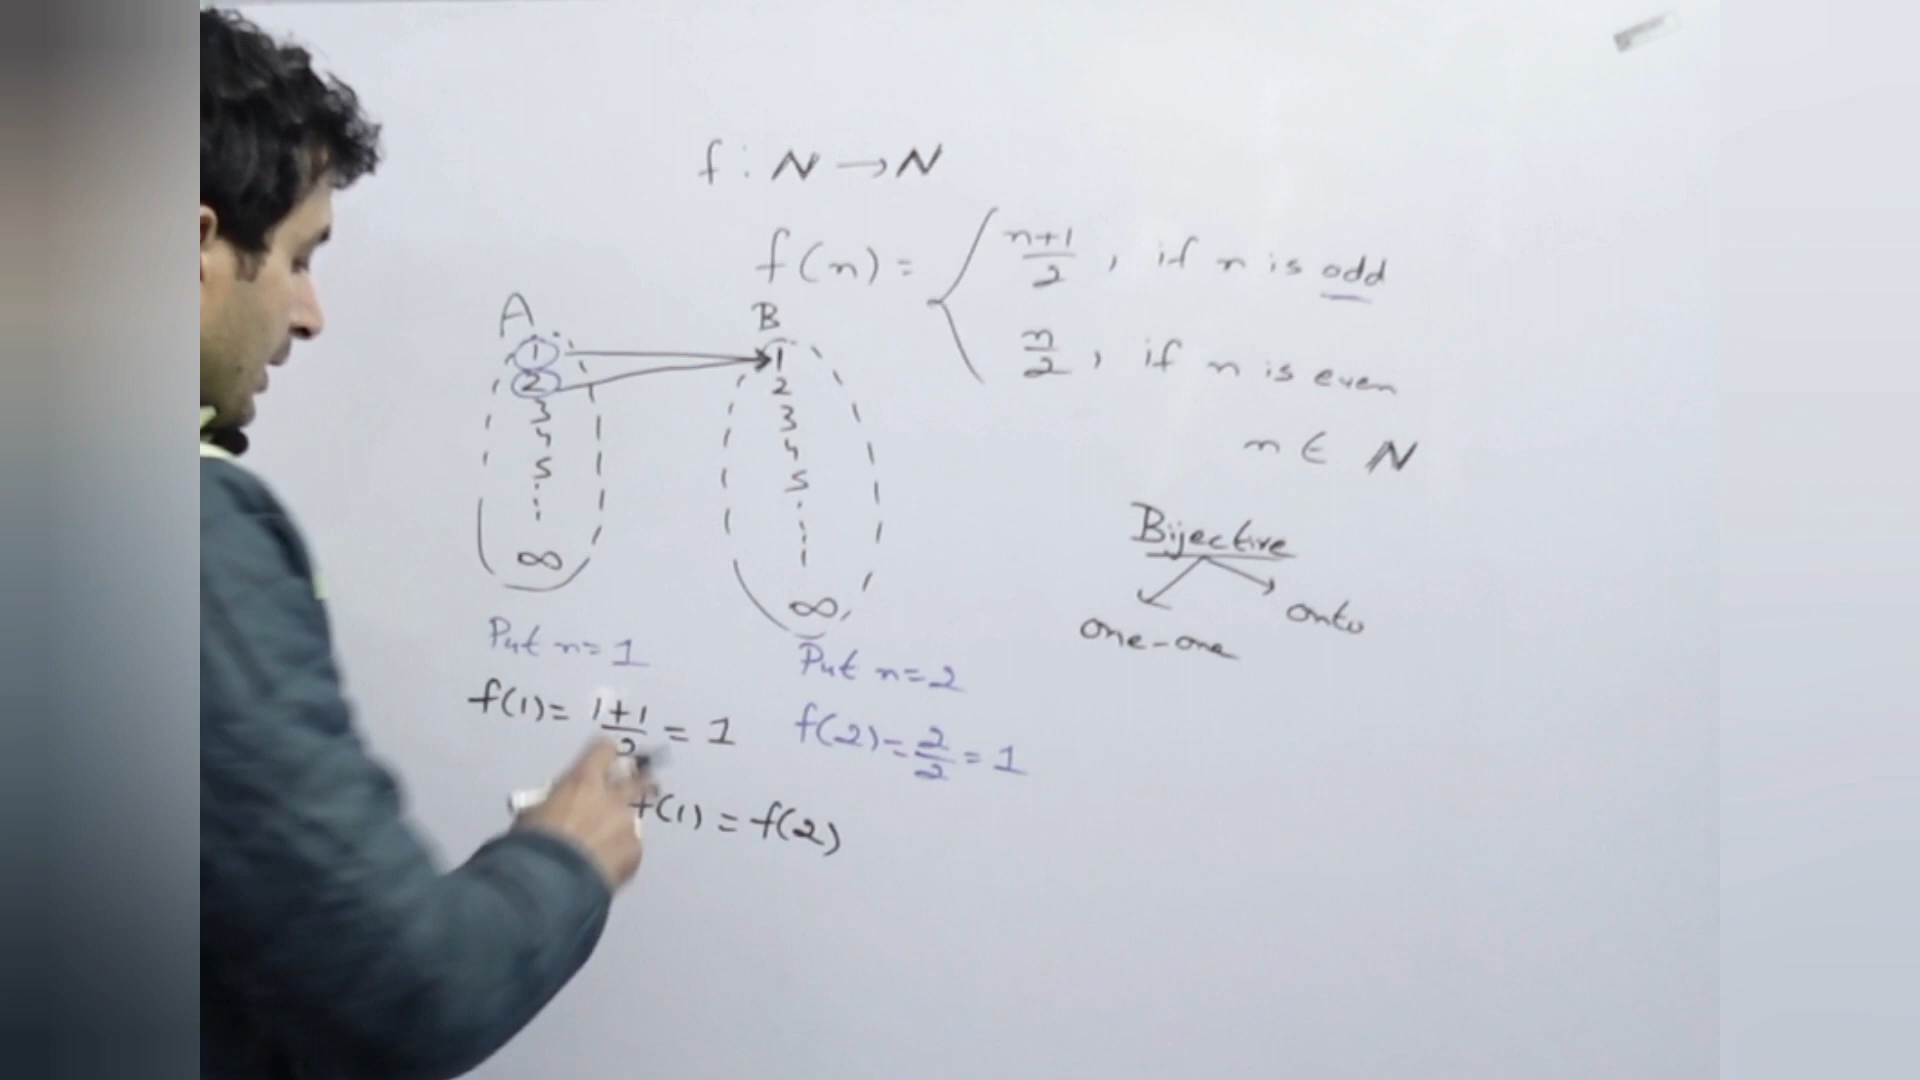 f : N → N
f(n) = { n+1/2 , if n is odd
n/2 , if n is even
n ∈ N
A
1
2
3
4
5
⋮
∞
B
1
2
3
4
5
⋮
∞
Bijective
one-one
onto
Put n=1
f(1)= 1+1/2 = 1
Put n=2
f(2)= 2/2 = 1
f(1) = f(2)